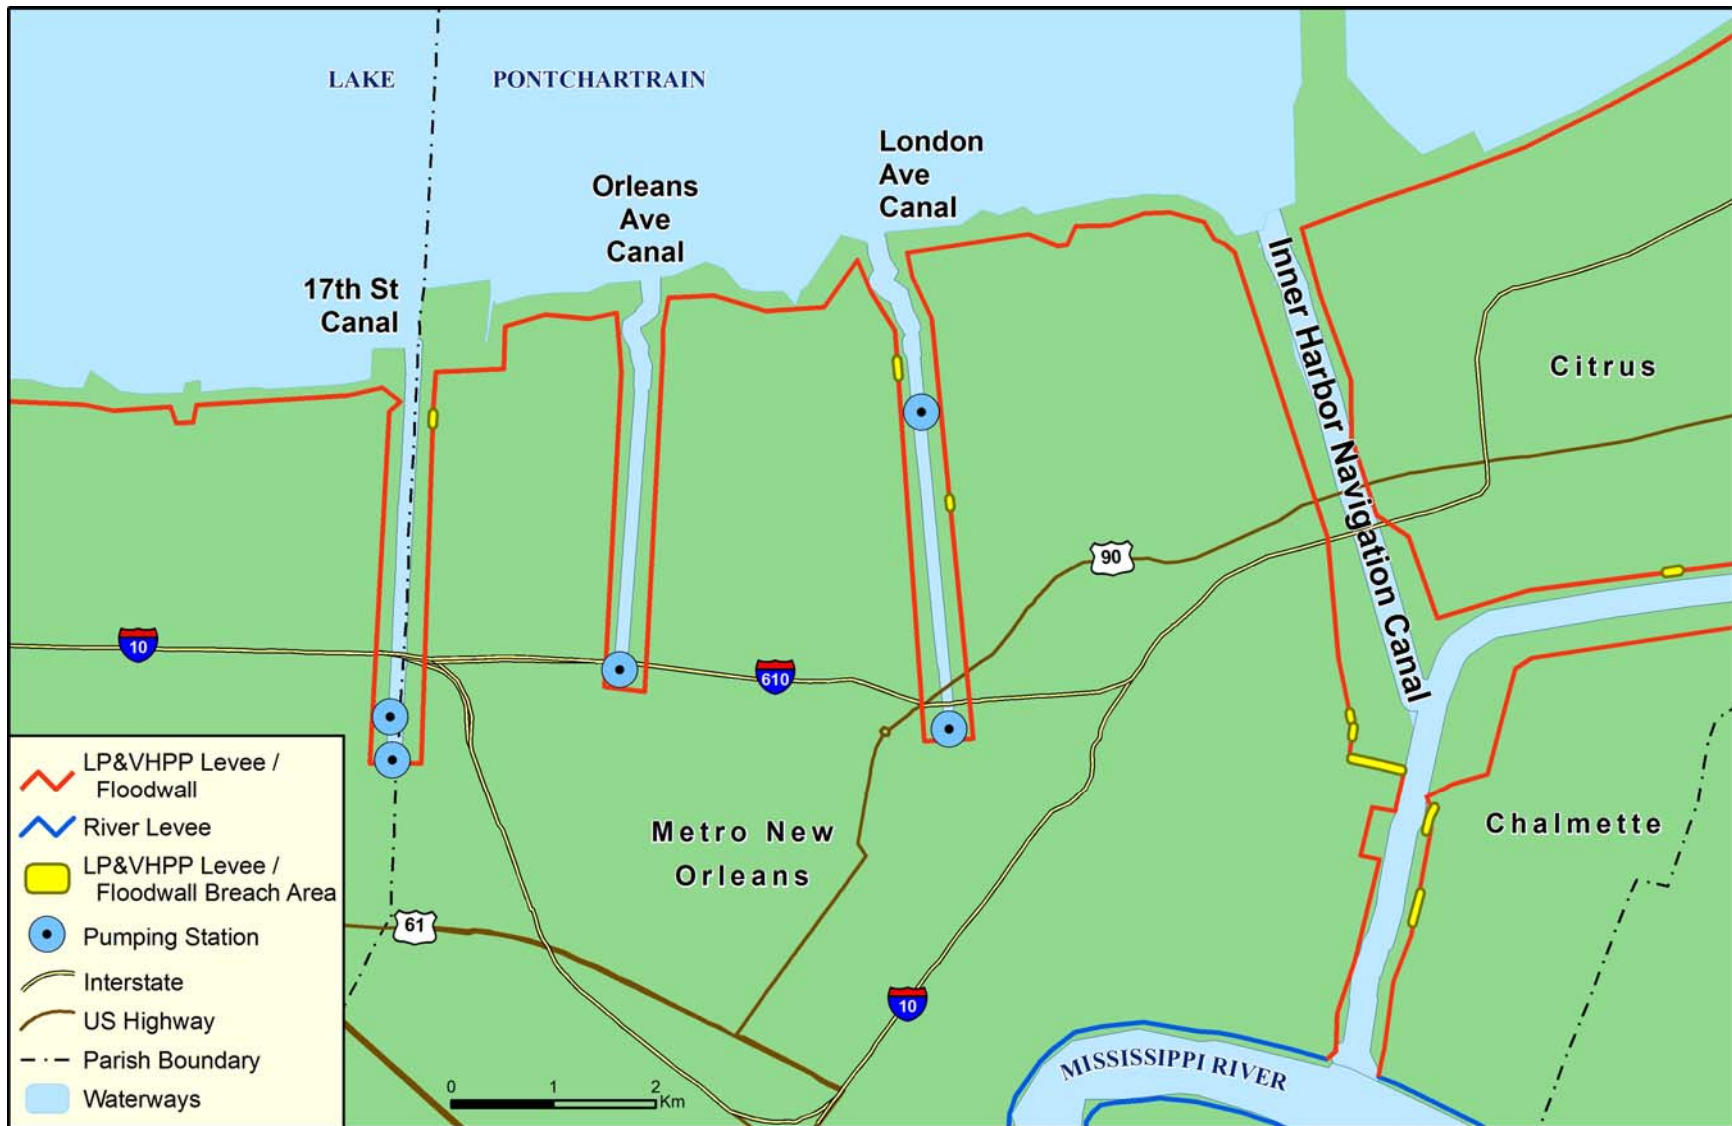 LAKE PONTCHARTRAIN
London
Ave
Canal
Orleans
Ave
Canal
17th St
Canal
Inner Harbor Navigation Canal
Citrus
90
10
610
Metro New
Orleans
Chalmette
61
10
MISSISSIPPI RIVER
LP&VHPP Levee /
Floodwall
River Levee
LP&VHPP Levee /
Floodwall Breach Area
Pumping Station
Interstate
US Highway
Parish Boundary
Waterways
0 1 2
Km